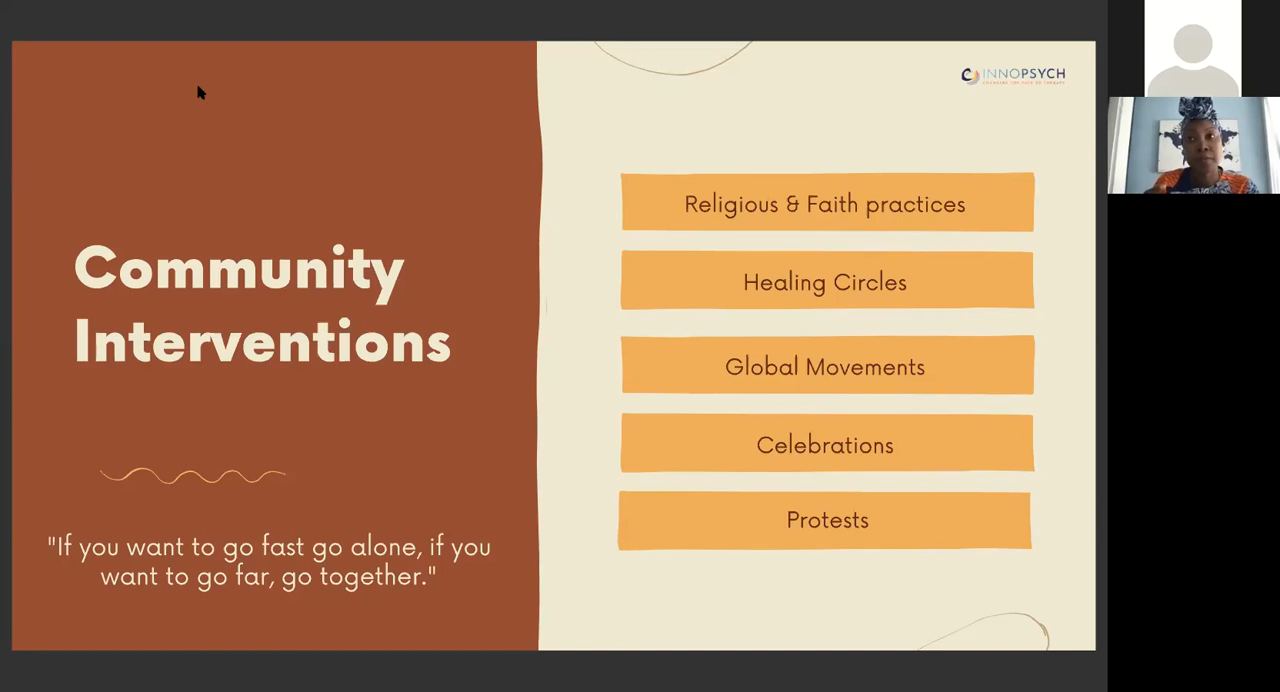 INNOPSYCH
Community
Interventions
"If you want to go fast go alone, if you
want to go far, go together."
Religious & Faith practices
Healing Circles
Global Movements
Celebrations
Protests